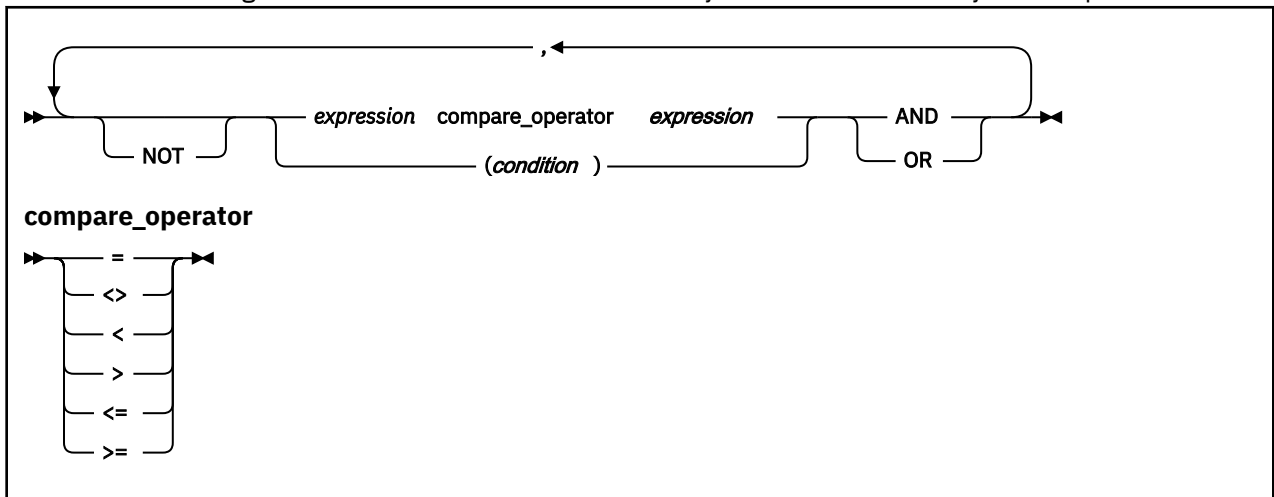 ,
expression compare_operator expression AND
NOT (condition ) OR
compare_operator
=
<>
<
>
<=
>=